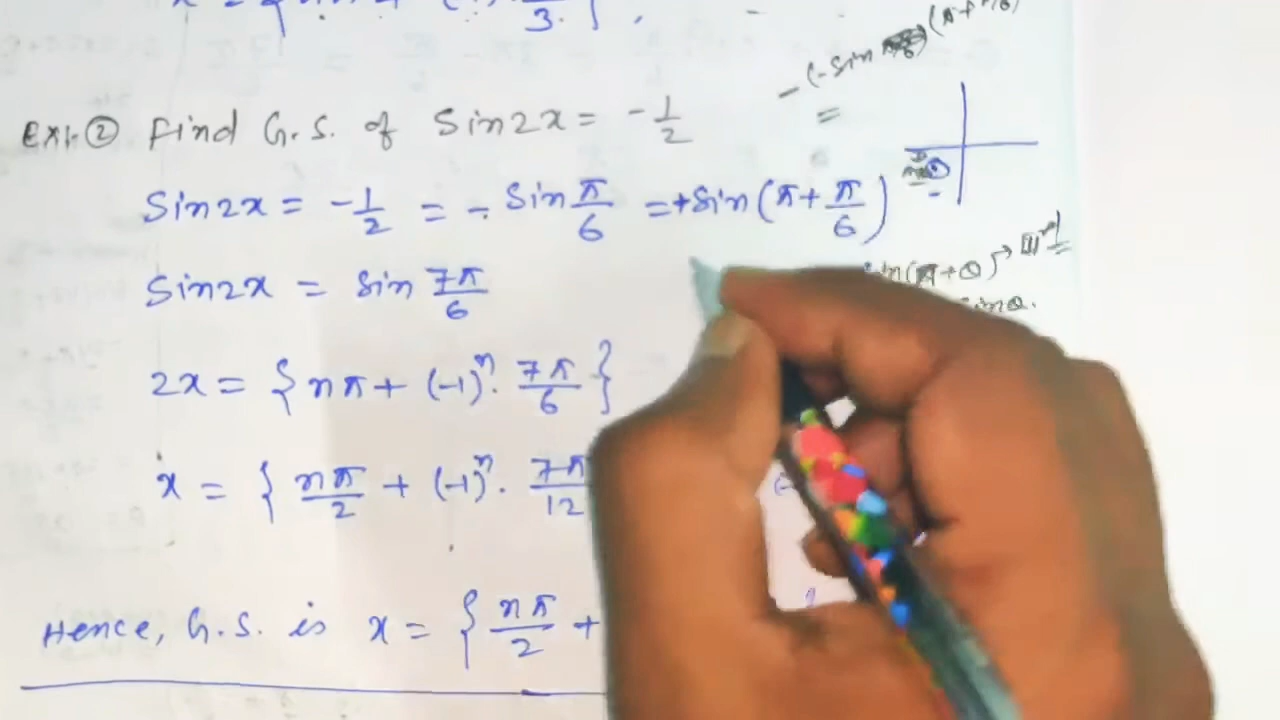 3
Ex:② Find G.S. of Sin2x = -1/2
Sin2x = -1/2 = - Sin π/6 = +Sin(π + π/6)
Sin2x = Sin 7π/6
2x = { nπ + (-1)ⁿ · 7π/6 }
x = { nπ/2 + (-1)ⁿ · 7π/12
Hence, G.S. is x = { nπ/2 +